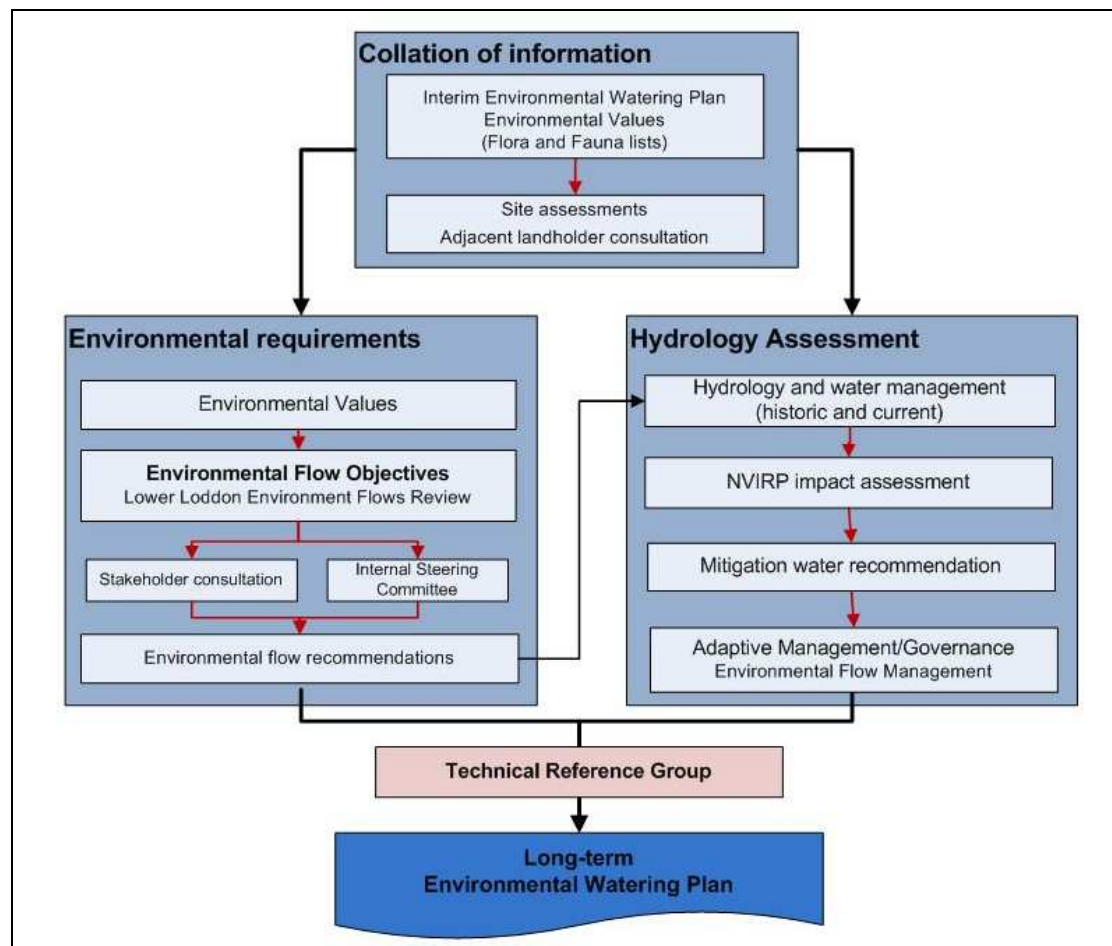 Collation of information
Interim Environmental Watering Plan
Environmental Values
(Flora and Fauna lists)
Site assessments
Adjacent landholder consultation
Environmental requirements
Environmental Values
Environmental Flow Objectives
Lower Loddon Environment Flows Review
Stakeholder consultation
Internal Steering
Committee
Environmental flow recommendations
Hydrology Assessment
Hydrology and water management
(historic and current)
NVIRP impact assessment
Mitigation water recommendation
Adaptive Management/Governance
Environmental Flow Management
Technical Reference Group
Long-term
Environmental Watering Plan